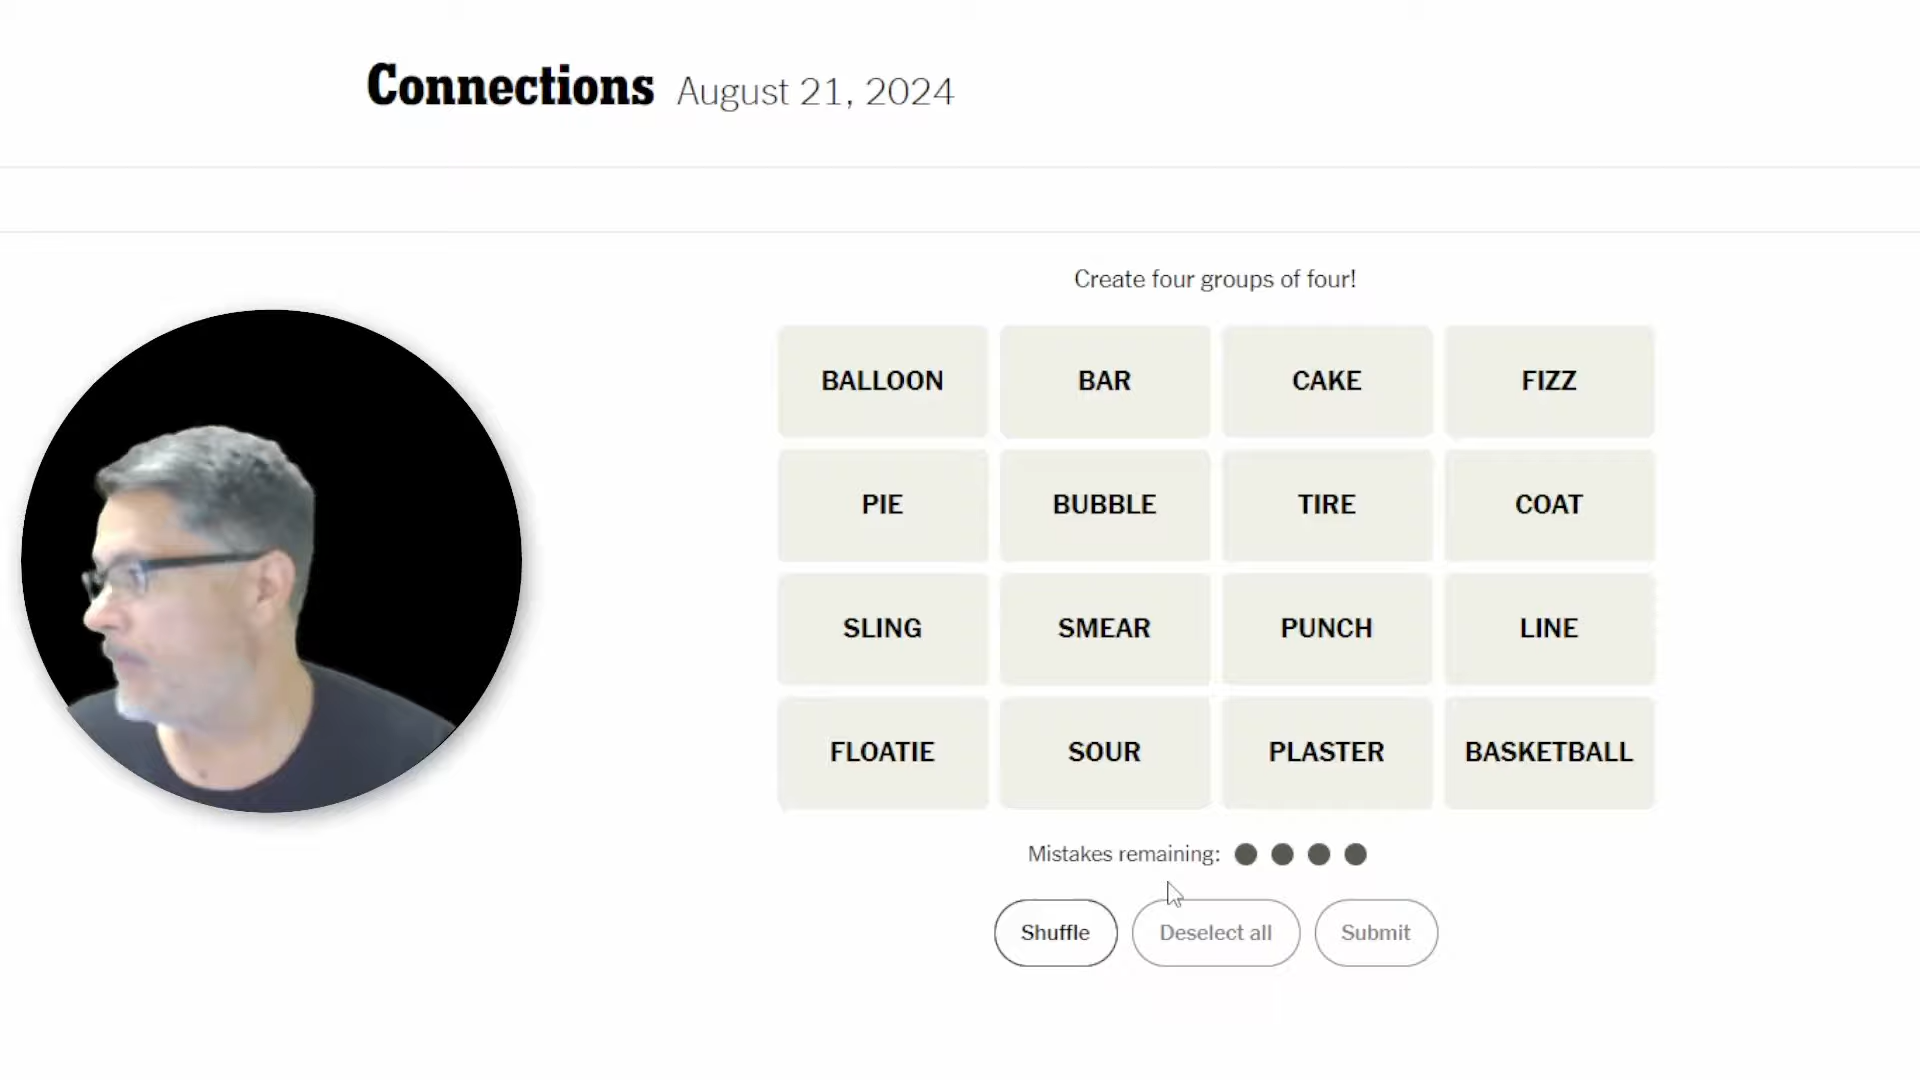 Connections August 21, 2024
Create four groups of four!
BALLOON BAR CAKE FIZZ
PIE BUBBLE TIRE COAT
SLING SMEAR PUNCH LINE
FLOATIE SOUR PLASTER BASKETBALL
Mistakes remaining:
Shuffle Deselect all Submit